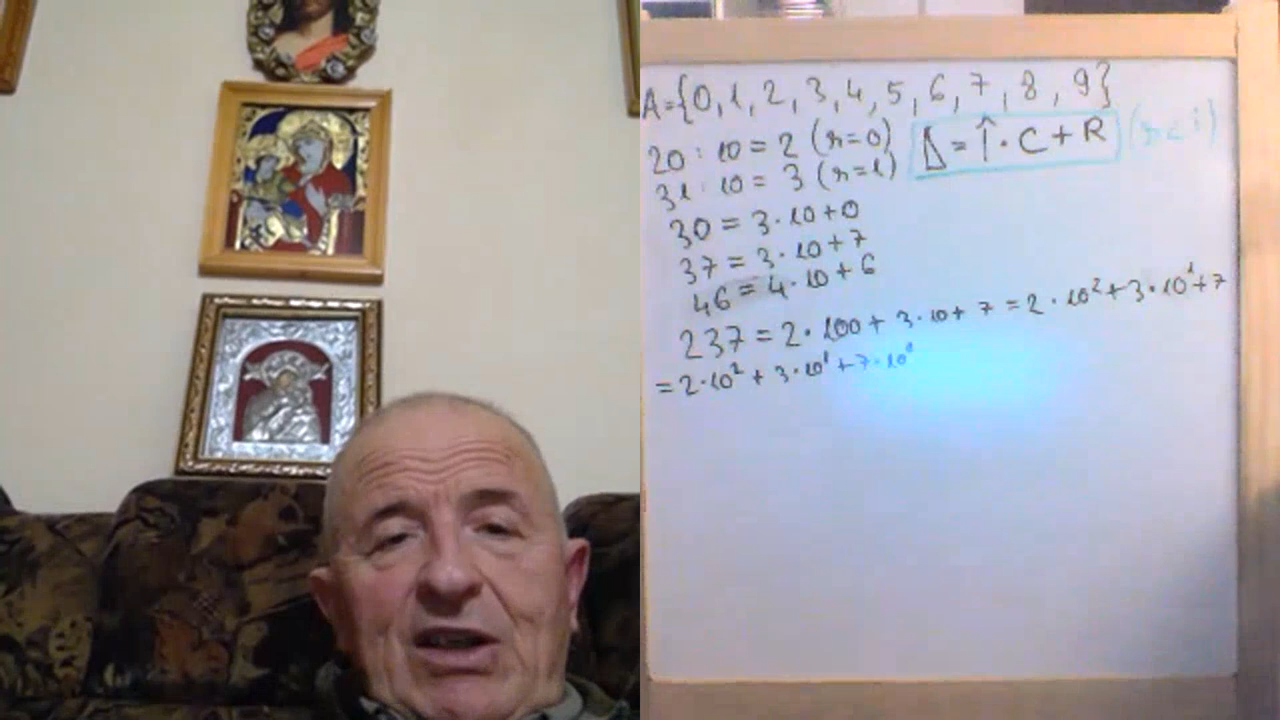 A={0,1,2,3,4,5,6,7,8,9}
20:10=2 (r=0)
D=Î·C+R (r<i)
31:10=3 (r=1)
30=3·10+0
37=3·10+7
46=4·10+6
237=2·100+3·10+7=2·10²+3·10¹+7
=2·10²+3·10¹+7·10⁰